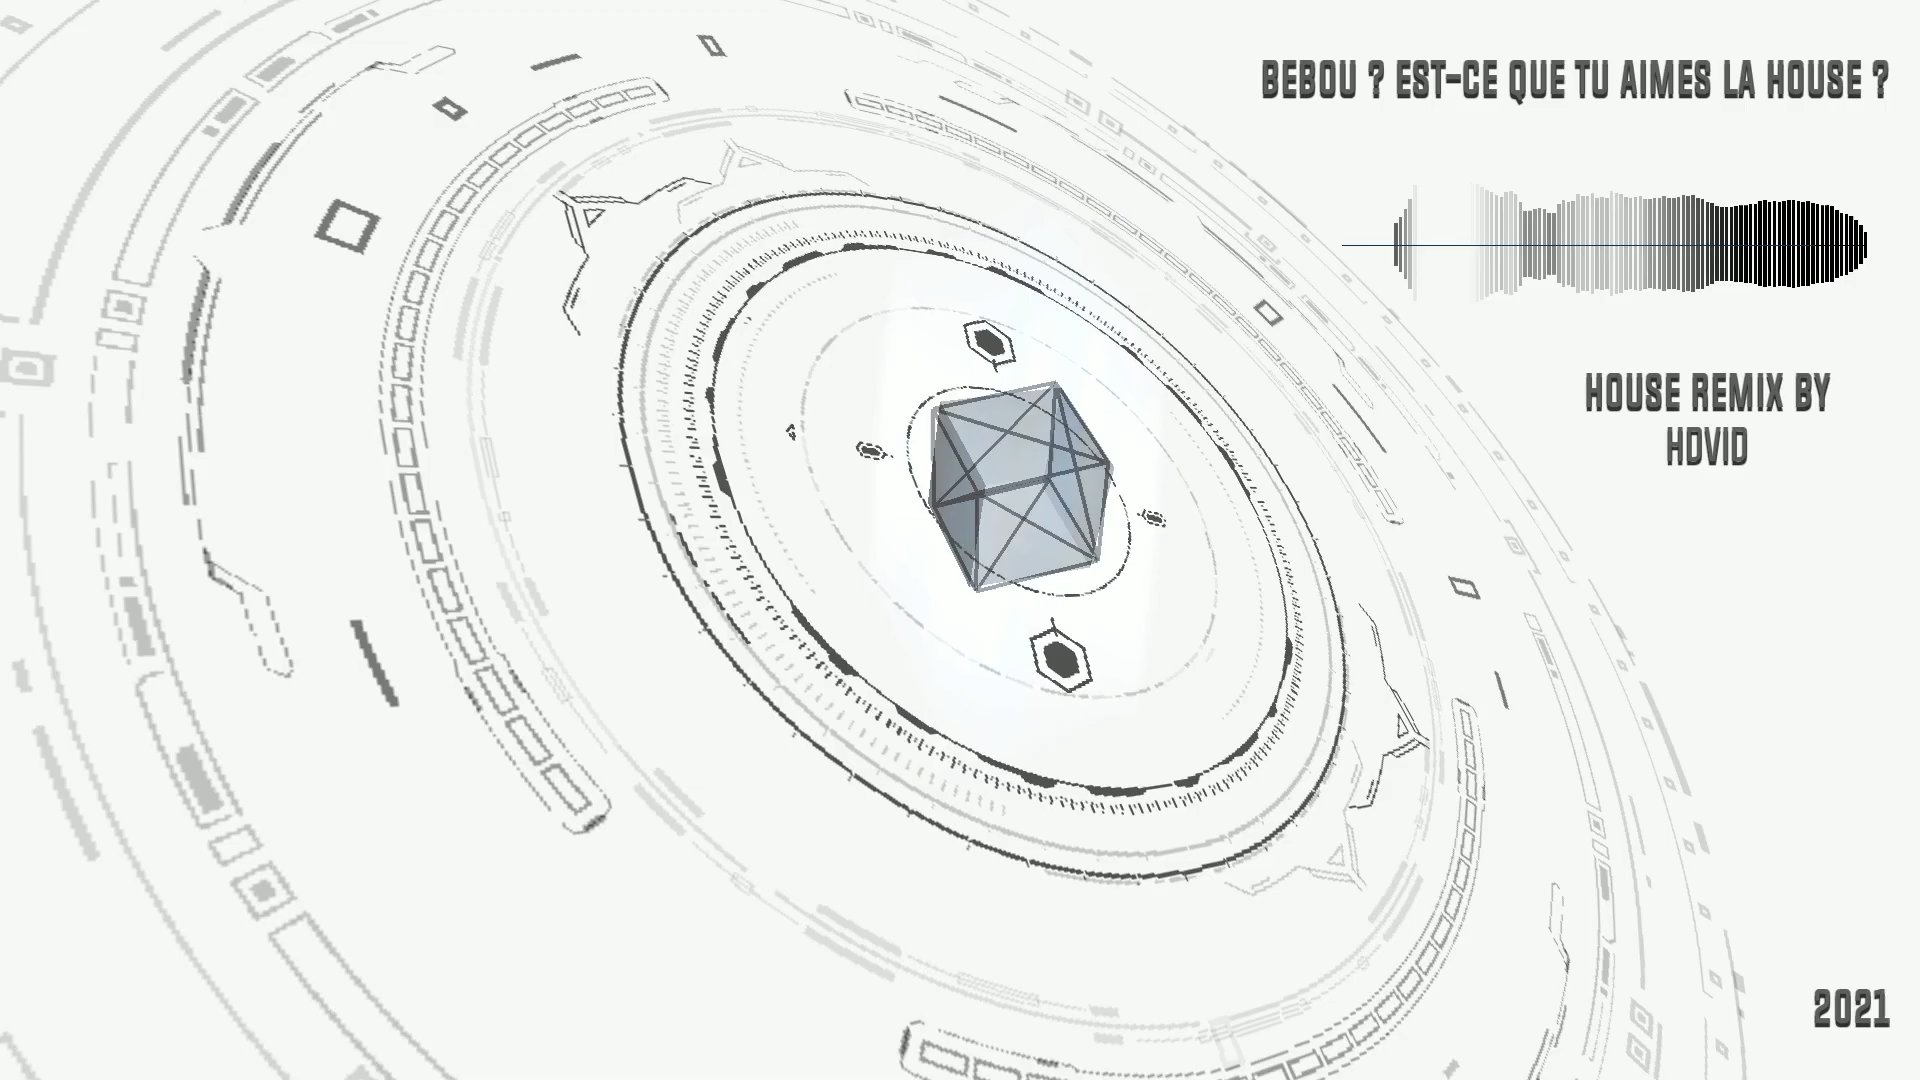 BEBOU ? EST-CE QUE TU AIMES LA HOUSE ?
HOUSE REMIX BY
HDVID
2021